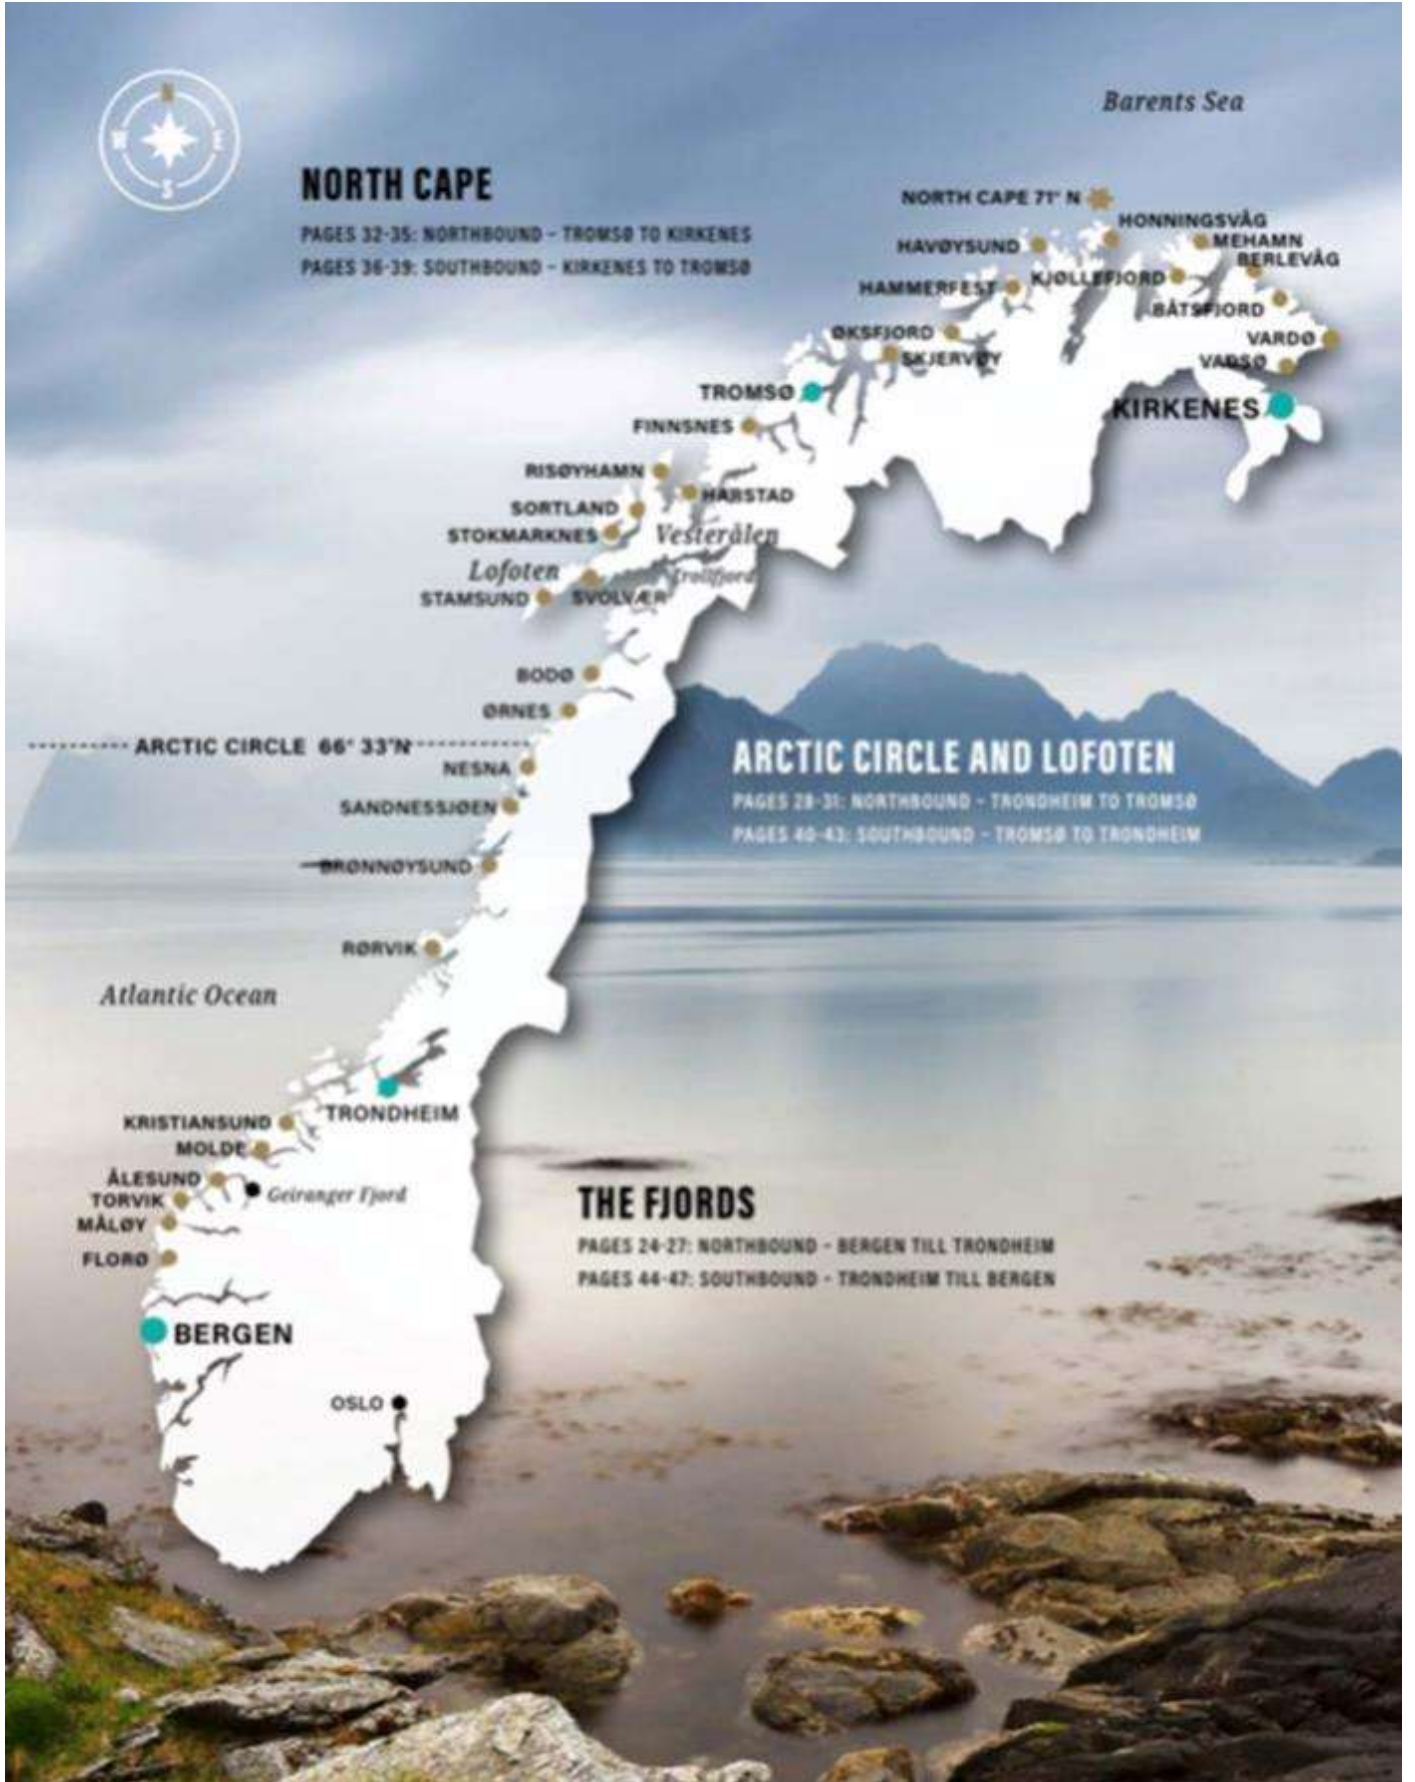 Barents Sea
N
W
E
S
NORTH CAPE
PAGES 32-35: NORTHBOUND - TROMSØ TO KIRKENES
PAGES 36-39: SOUTHBOUND - KIRKENES TO TROMSØ
NORTH CAPE 71° N
HONNINGSVÅG
HAVØYSUND
MEHAMN
BERLEVÅG
HAMMERFEST
KJØLLEFJORD
BÅTSFJORD
ØKSFJORD
VARDØ
SKJERVØY
VADSØ
TROMSØ
KIRKENES
FINNSNES
RISØYHAMN
HARSTAD
SORTLAND
STOKMARKNES
Vesterålen
Lofoten
Trollfjord
STAMSUND
SVOLVÆR
BODØ
ØRNES
ARCTIC CIRCLE 66° 33'N
NESNA
ARCTIC CIRCLE AND LOFOTEN
PAGES 28-31: NORTHBOUND - TRONDHEIM TO TROMSØ
PAGES 40-43: SOUTHBOUND - TROMSØ TO TRONDHEIM
SANDNESSJØEN
BRØNNØYSUND
RØRVIK
Atlantic Ocean
TRONDHEIM
KRISTIANSUND
MOLDE
ÅLESUND
Geiranger Fjord
TORVIK
MÅLØY
FLORØ
THE FJORDS
PAGES 24-27: NORTHBOUND - BERGEN TILL TRONDHEIM
PAGES 44-47: SOUTHBOUND - TRONDHEIM TILL BERGEN
BERGEN
OSLO